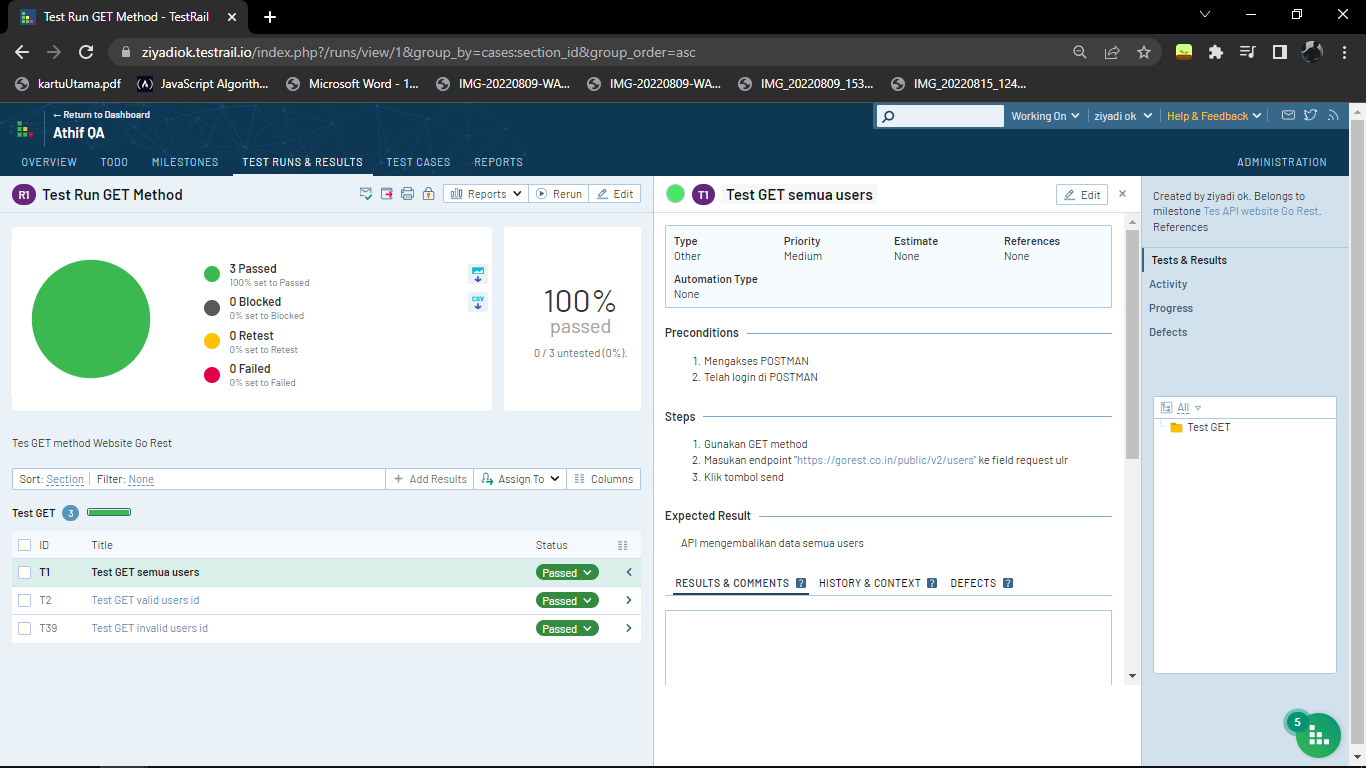 Test Run GET Method - TestRail
ziyadiok.testrail.io/index.php?/runs/view/1&group_by=cases:section_id&group_order=asc
kartuUtama.pdf
JavaScript Algorith...
Microsoft Word - 1...
IMG-20220809-WA...
IMG-20220809-WA...
IMG_20220809_153...
IMG_20220815_124...
← Return to Dashboard
Athif QA
Working On
ziyadi ok
Help & Feedback
OVERVIEW
TODO
MILESTONES
TEST RUNS & RESULTS
TEST CASES
REPORTS
ADMINISTRATION
R1 Test Run GET Method
Reports
Rerun
Edit
3 Passed
100% set to Passed
0 Blocked
0% set to Blocked
0 Retest
0% set to Retest
0 Failed
0% set to Failed
CSV
100%
passed
0 / 3 untested (0%).
Tes GET method Website Go Rest
Sort: Section
Filter: None
Add Results
Assign To
Columns
Test GET 3
ID Title Status
T1 Test GET semua users Passed
T2 Test GET valid users id Passed
T39 Test GET invalid users id Passed
T1 Test GET semua users
Edit
Type
Other
Priority
Medium
Estimate
None
References
None
Automation Type
None
Preconditions
1. Mengakses POSTMAN
2. Telah login di POSTMAN
Steps
1. Gunakan GET method
2. Masukan endpoint "https://gorest.co.in/public/v2/users" ke field request ulr
3. Klik tombol send
Expected Result
API mengembalikan data semua users
RESULTS & COMMENTS ?
HISTORY & CONTEXT ?
DEFECTS ?
Created by ziyadi ok. Belongs to
milestone Tes API website Go Rest.
References
Tests & Results
Activity
Progress
Defects
All
Test GET
5